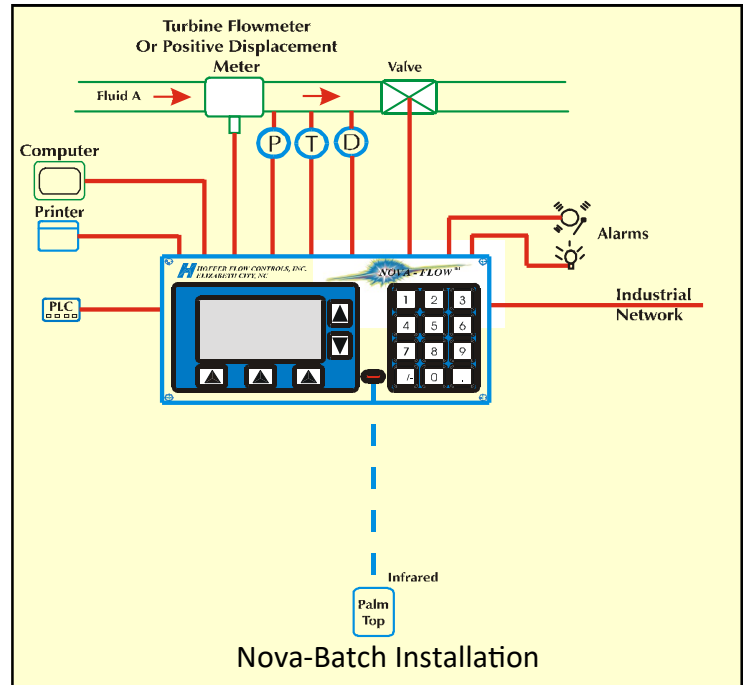 Turbine Flowmeter
Or Positive Displacement
Meter
Valve
Fluid A
P
T
D
Computer
Printer
Alarms
HOFFER FLOW CONTROLS, INC.
ELIZABETH CITY, NC
NOVA - FLOW
PLC
Industrial
Network
1 2 3
4 5 6
7 8 9
/- 0 .
Infrared
Palm
Top
Nova-Batch Installation